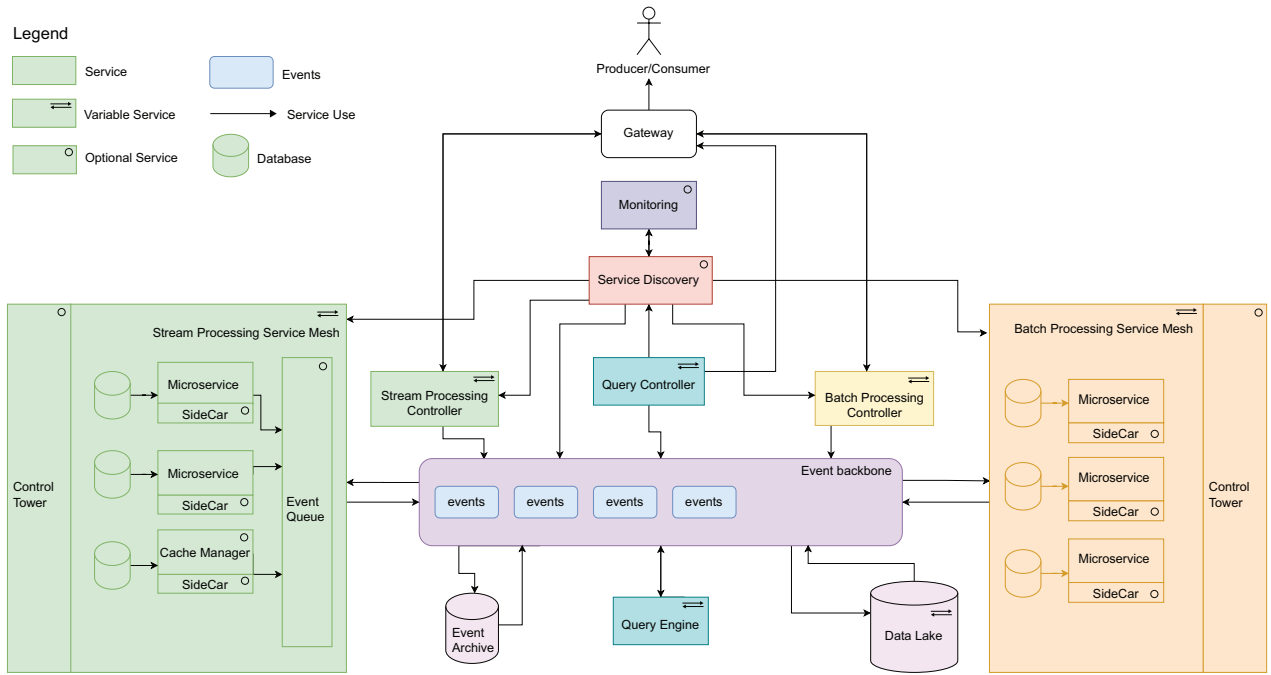 Legend
Service
Events
Variable Service
Service Use
Optional Service
Database
Producer/Consumer
Gateway
Monitoring
Service Discovery
Stream Processing Service Mesh
Control
Tower
Microservice
SideCar
Microservice
SideCar
Cache Manager
SideCar
Event
Queue
Stream Processing
Controller
Query Controller
Batch Processing
Controller
Event backbone
events
events
events
events
Event
Archive
Query Engine
Data Lake
Batch Processing Service Mesh
Microservice
SideCar
Microservice
SideCar
Microservice
SideCar
Control
Tower